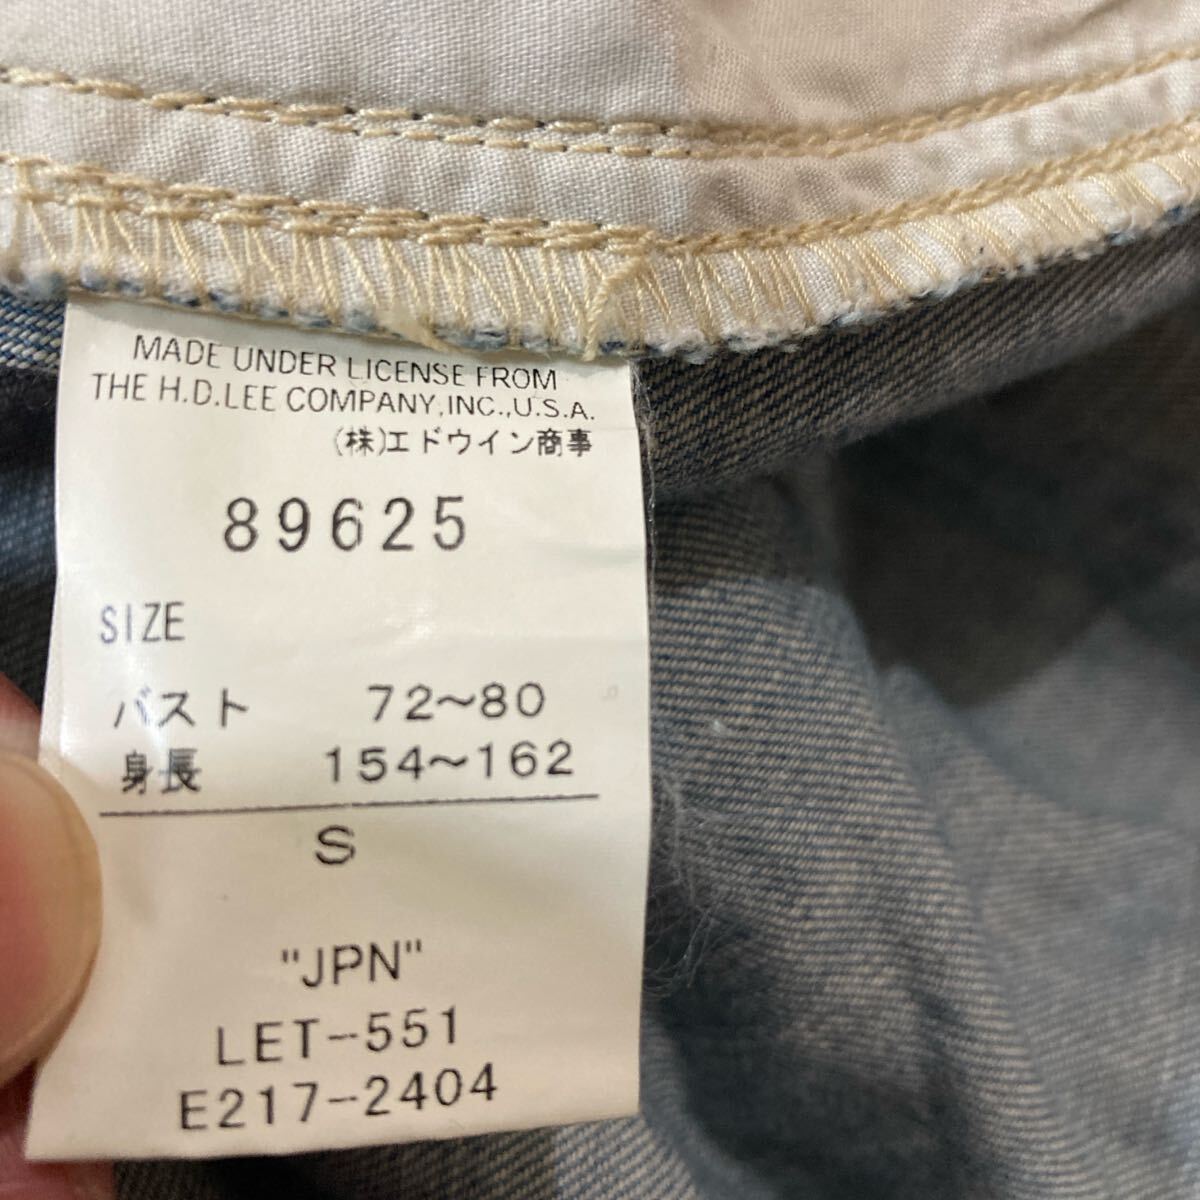 MADE UNDER LICENSE FROM
THE H.D.LEE COMPANY,INC.,U.S.A.
(株)エドウイン商事
89625
SIZE
バスト 72〜80
身長 154〜162
S
"JPN"
LET-551
E217-2404